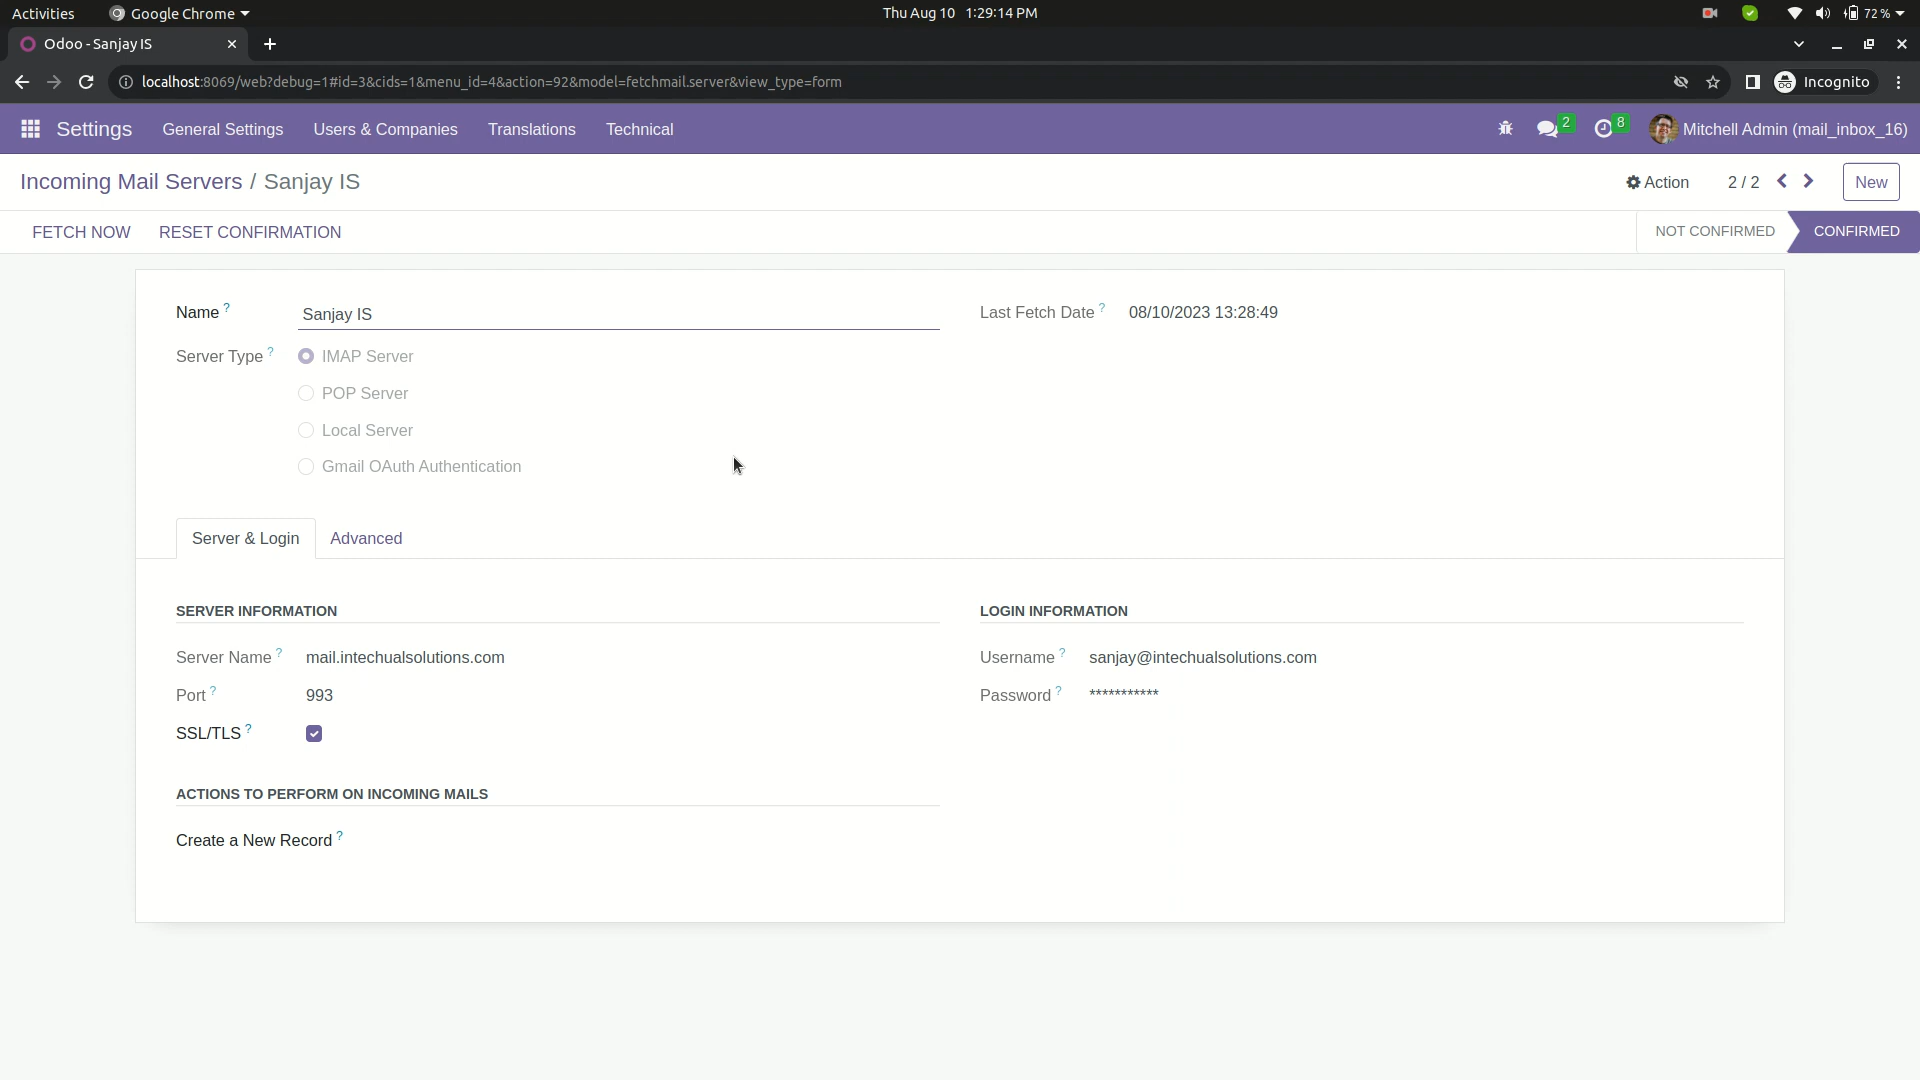 Activities Google Chrome Thu Aug 10 1:29:14 PM 72 %
Odoo - Sanjay IS
localhost:8069/web?debug=1#id=3&cids=1&menu_id=4&action=92&model=fetchmail.server&view_type=form Incognito
Settings General Settings Users & Companies Translations Technical 2 8 Mitchell Admin (mail_inbox_16)
Incoming Mail Servers / Sanjay IS Action 2 / 2 New
FETCH NOW RESET CONFIRMATION NOT CONFIRMED CONFIRMED
Name ? Sanjay IS Last Fetch Date ? 08/10/2023 13:28:49
Server Type ? IMAP Server
POP Server
Local Server
Gmail OAuth Authentication
Server & Login Advanced
SERVER INFORMATION LOGIN INFORMATION
Server Name ? mail.intechualsolutions.com Username ? sanjay@intechualsolutions.com
Port ? 993 Password ? ***********
SSL/TLS ?
ACTIONS TO PERFORM ON INCOMING MAILS
Create a New Record ?